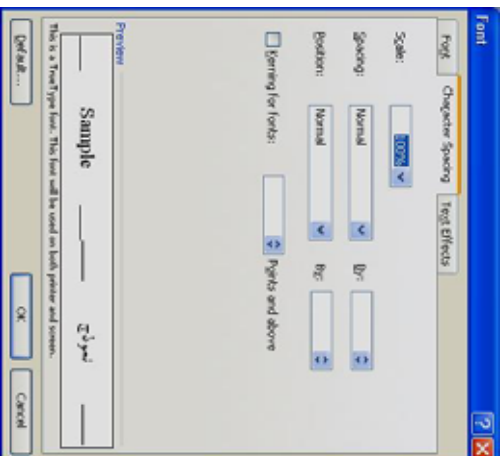 Font
Font Character Spacing Text Effects
Scale: 100%
Spacing: Normal By:
Position: Normal By:
Kerning for fonts: Points and above
Preview
Sample نموذج
This is a TrueType font. This font will be used on both printer and screen.
Default... OK Cancel